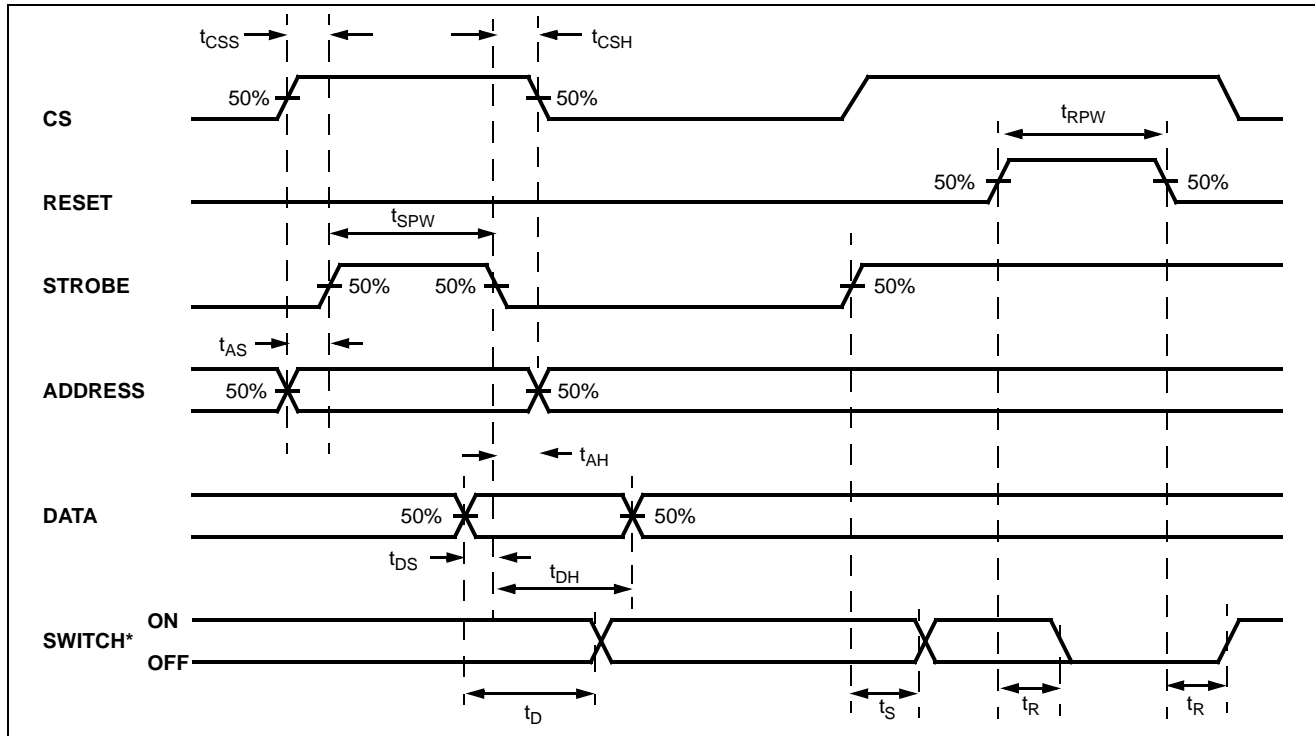 tCSS tCSH
50% 50%
CS
tRPW
50% 50%
RESET
tSPW
STROBE 50% 50% 50%
tAS
ADDRESS 50% 50%
tAH
DATA 50% 50%
tDS tDH
ON
SWITCH*
OFF
tD tS tR tR